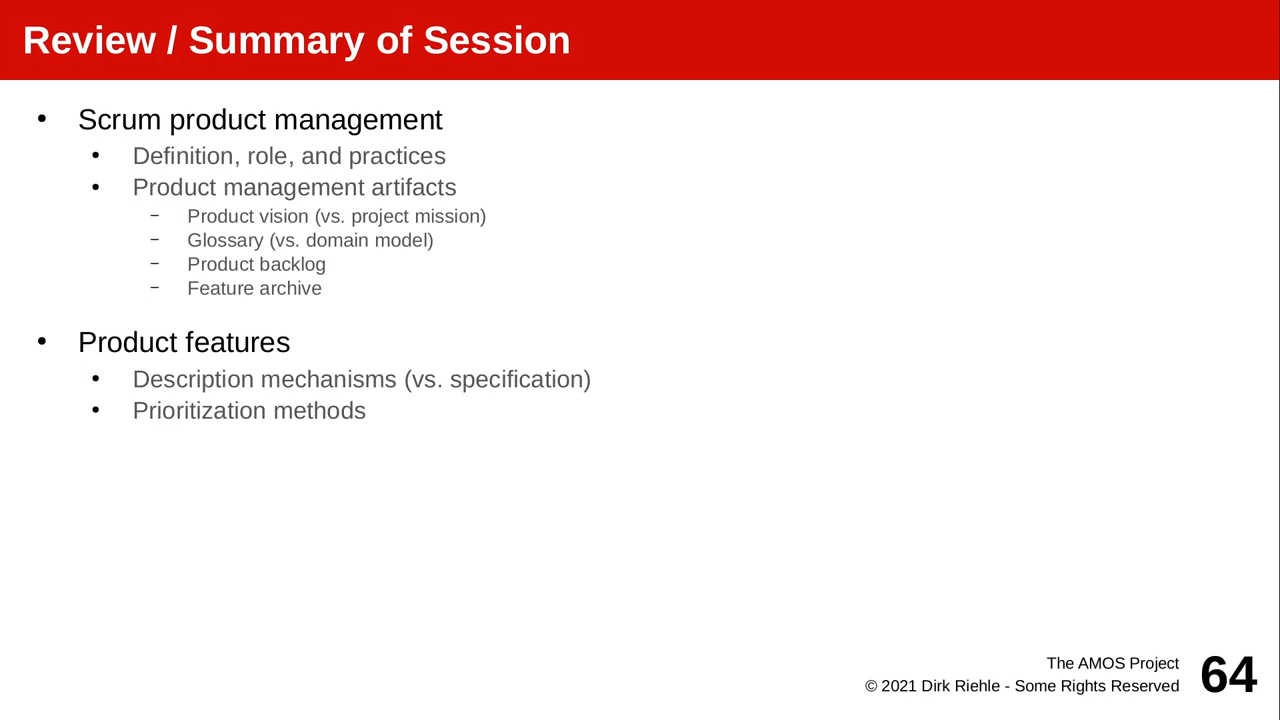 Review / Summary of Session
• Scrum product management
• Definition, role, and practices
• Product management artifacts
– Product vision (vs. project mission)
– Glossary (vs. domain model)
– Product backlog
– Feature archive
• Product features
• Description mechanisms (vs. specification)
• Prioritization methods
The AMOS Project
© 2021 Dirk Riehle - Some Rights Reserved
64